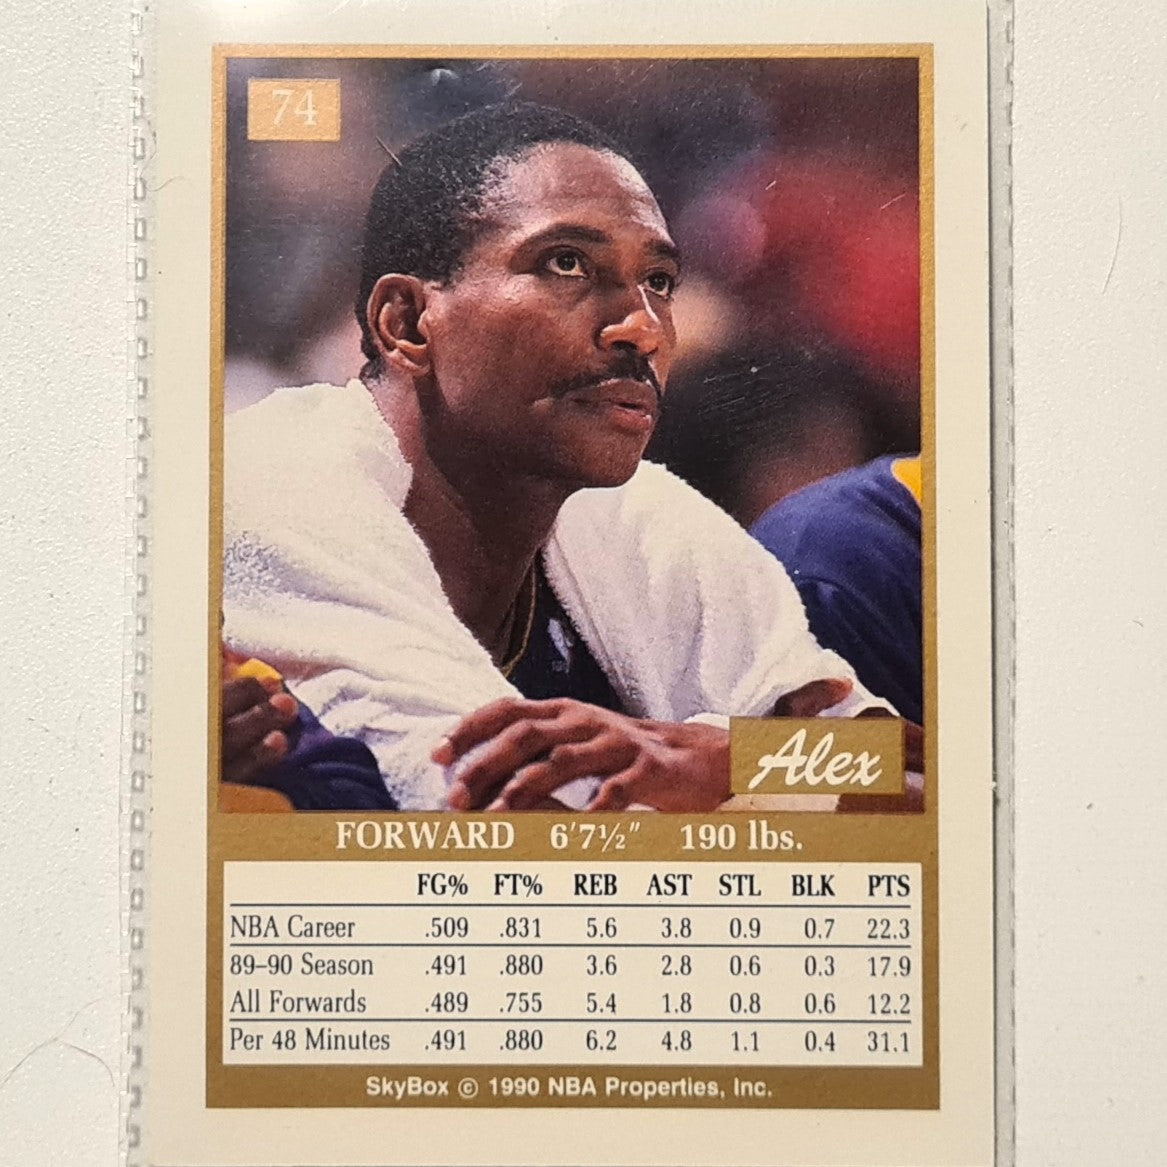 74
Alex
FORWARD 6'7½" 190 lbs.
FG% FT% REB AST STL BLK PTS
NBA Career .509 .831 5.6 3.8 0.9 0.7 22.3
89–90 Season .491 .880 3.6 2.8 0.6 0.3 17.9
All Forwards .489 .755 5.4 1.8 0.8 0.6 12.2
Per 48 Minutes .491 .880 6.2 4.8 1.1 0.4 31.1
SkyBox © 1990 NBA Properties, Inc.